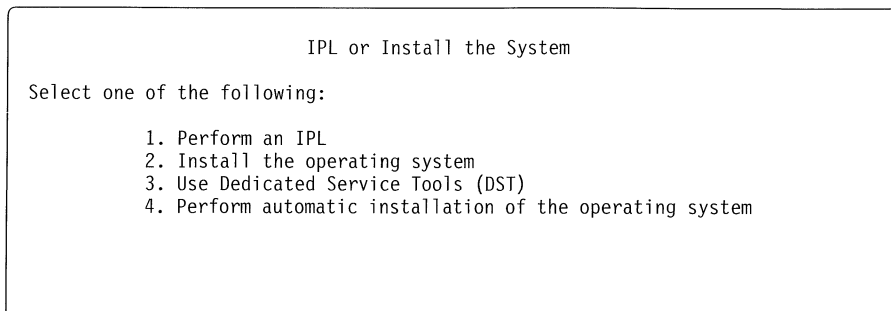 IPL or Install the System
Select one of the following:
1. Perform an IPL
2. Install the operating system
3. Use Dedicated Service Tools (DST)
4. Perform automatic installation of the operating system